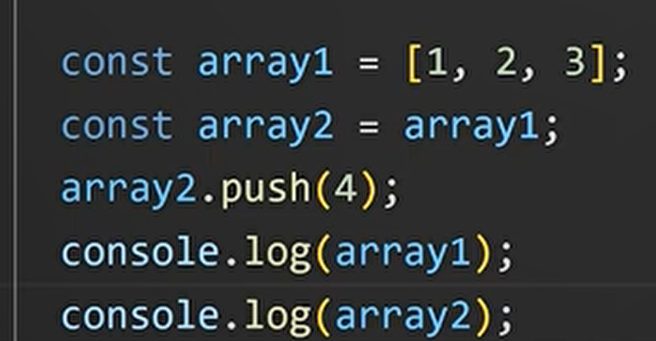 const array1 = [1, 2, 3];
const array2 = array1;
array2.push(4);
console.log(array1);
console.log(array2);